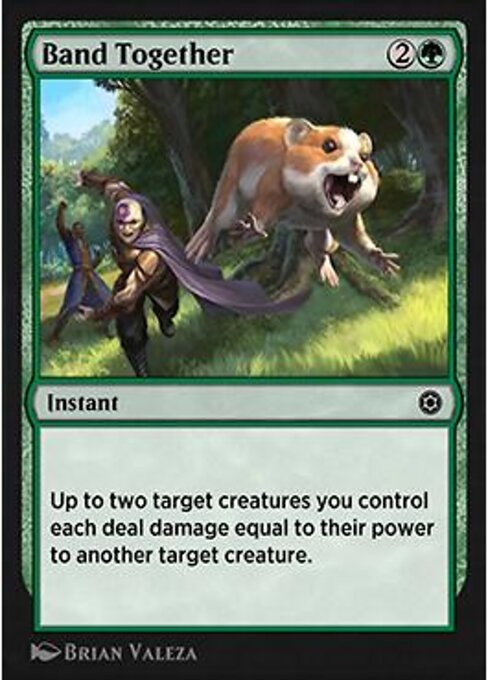 Band Together 2
Instant
Up to two target creatures you control
each deal damage equal to their power
to another target creature.
BRIAN VALEZA